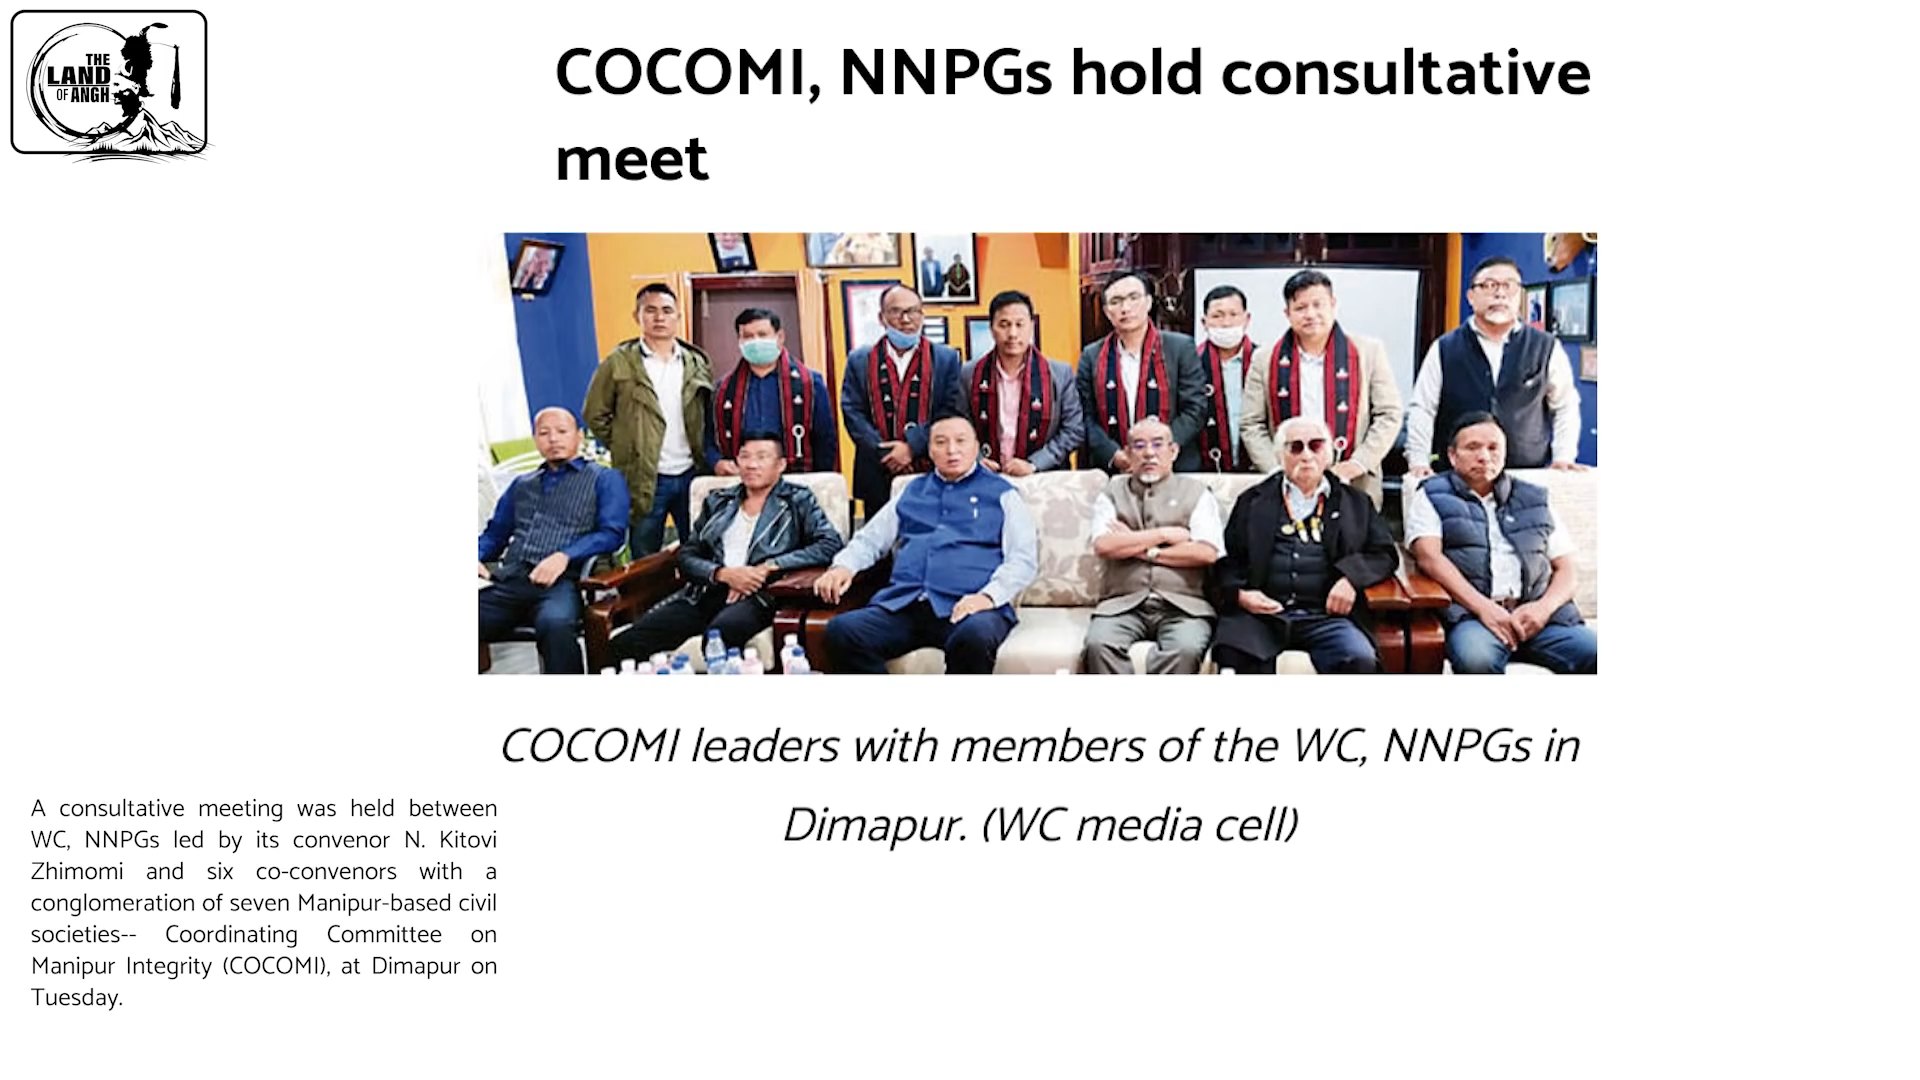 THE
LAND
OF ANGH
COCOMI, NNPGs hold consultative
meet
COCOMI leaders with members of the WC, NNPGs in
Dimapur. (WC media cell)
A consultative meeting was held between
WC, NNPGs led by its convenor N. Kitovi
Zhimomi and six co-convenors with a
conglomeration of seven Manipur-based civil
societies-- Coordinating Committee on
Manipur Integrity (COCOMI), at Dimapur on
Tuesday.